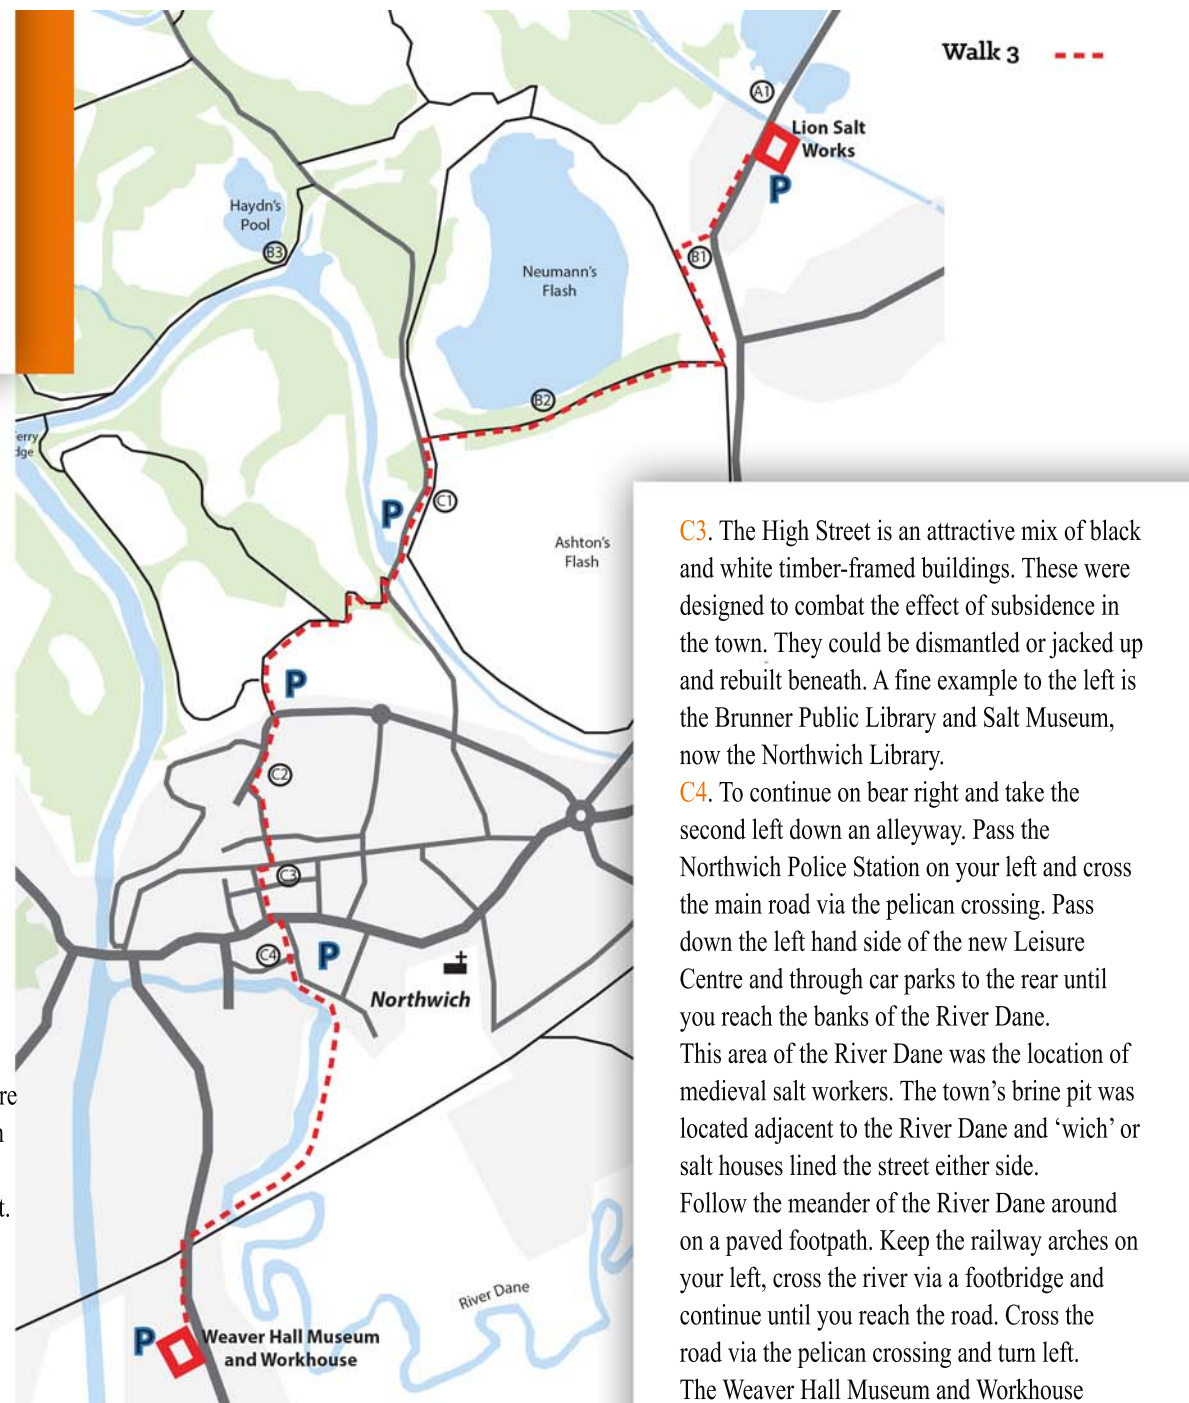 Walk 3
A1
Lion Salt
Works
P
Haydn's
Pool
B3
B1
Neumann's
Flash
B2
erry
dge
P
C1
Ashton's
Flash
P
C2
C3
C4
P
Northwich
re
t.
River Dane
P
Weaver Hall Museum
and Workhouse
C3. The High Street is an attractive mix of black
and white timber-framed buildings. These were
designed to combat the effect of subsidence in
the town. They could be dismantled or jacked up
and rebuilt beneath. A fine example to the left is
the Brunner Public Library and Salt Museum,
now the Northwich Library.
C4. To continue on bear right and take the
second left down an alleyway. Pass the
Northwich Police Station on your left and cross
the main road via the pelican crossing. Pass
down the left hand side of the new Leisure
Centre and through car parks to the rear until
you reach the banks of the River Dane.
This area of the River Dane was the location of
medieval salt workers. The town's brine pit was
located adjacent to the River Dane and ‘wich’ or
salt houses lined the street either side.
Follow the meander of the River Dane around
on a paved footpath. Keep the railway arches on
your left, cross the river via a footbridge and
continue until you reach the road. Cross the
road via the pelican crossing and turn left.
The Weaver Hall Museum and Workhouse